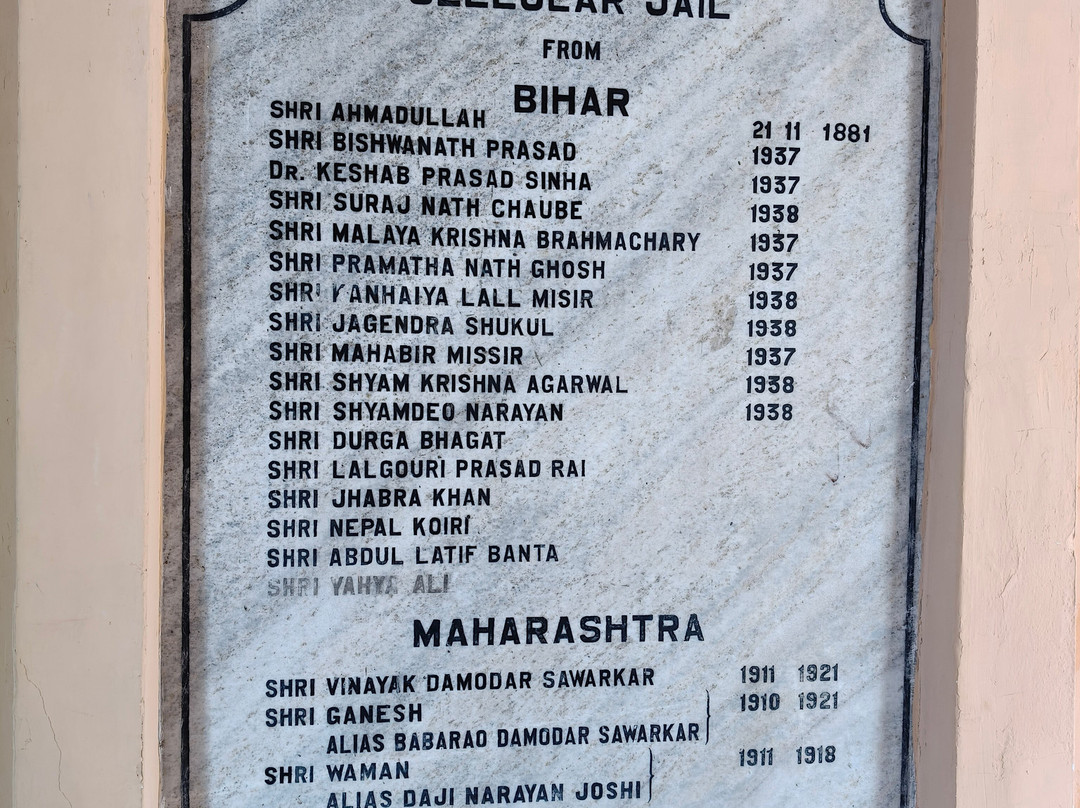 CELLULAR JAIL
FROM
BIHAR
SHRI AHMADULLAH 21 11 1881
SHRI BISHWANATH PRASAD 1937
DR. KESHAB PRASAD SINHA 1937
SHRI SURAJ NATH CHAUBE 1938
SHRI MALAYA KRISHNA BRAHMACHARY 1937
SHRI PRAMATHA NATH GHOSH 1937
SHRI KANHAIYA LALL MISIR 1938
SHRI JAGENDRA SHUKUL 1938
SHRI MAHABIR MISSIR 1937
SHRI SHYAM KRISHNA AGARWAL 1938
SHRI SHYAMDEO NARAYAN 1938
SHRI DURGA BHAGAT
SHRI LALGOURI PRASAD RAI
SHRI JHABRA KHAN
SHRI NEPAL KOIRI
SHRI ABDUL LATIF BANTA
SHRI YAHYA ALI
MAHARASHTRA
SHRI VINAYAK DAMODAR SAWARKAR 1911 1921
SHRI GANESH 1910 1921
ALIAS BABARAO DAMODAR SAWARKAR
SHRI WAMAN 1911 1918
ALIAS DAJI NARAYAN JOSHI